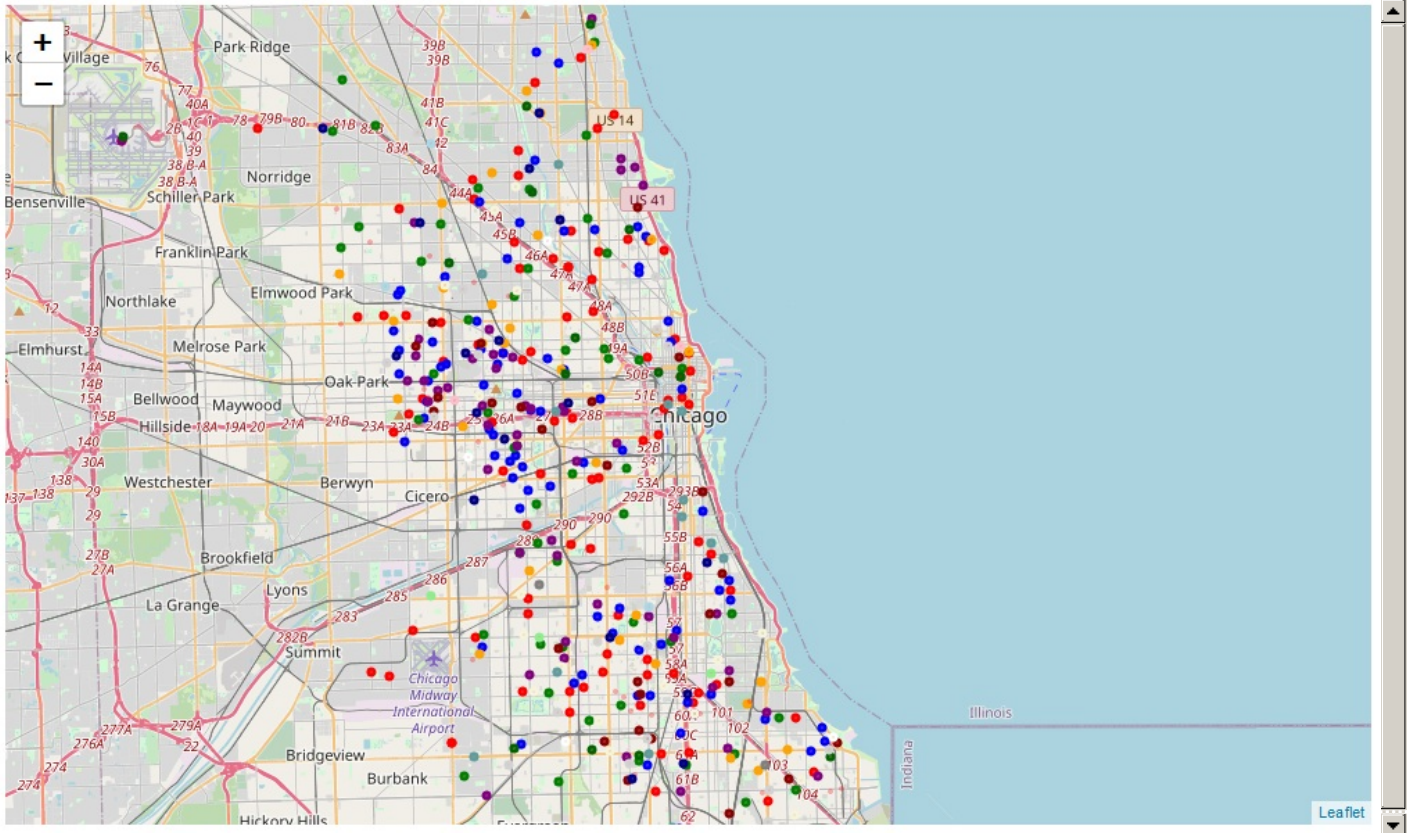 +
−
Park Ridge
39B
39B
Village
76
77
40A
41B
41C
US 14
2B
78
79B
80
81B
82B
40
42
39
83A
38 B-A
84
38 B-A
Norridge
44A
Bensenville
Schiller Park
US 41
45A
45B
Franklin Park
46A
47A
47A
Northlake
Elmwood Park
12
48A
48B
33
Elmhurst
Melrose Park
49A
14A
50B
14B
Oak Park
15A
Bellwood
Maywood
51E
15B
Hillside
18A
19A
20
21A
21B
23A
23A
24B
26A
28B
Chicago
140
30A
52B
53
138
Westchester
Berwyn
53A
137
138
29
Cicero
292B
293B
29
54
290
290
55B
27B
Brookfield
27A
287
56A
286
56B
Lyons
285
La Grange
283
57
282B
57
Summit
58A
Chicago
Midway
International
Airport
101
Illinois
277A
279A
102
276A
22
Bridgeview
Indiana
274
Burbank
61B
103
274
104
62
Leaflet
Hickory Hills